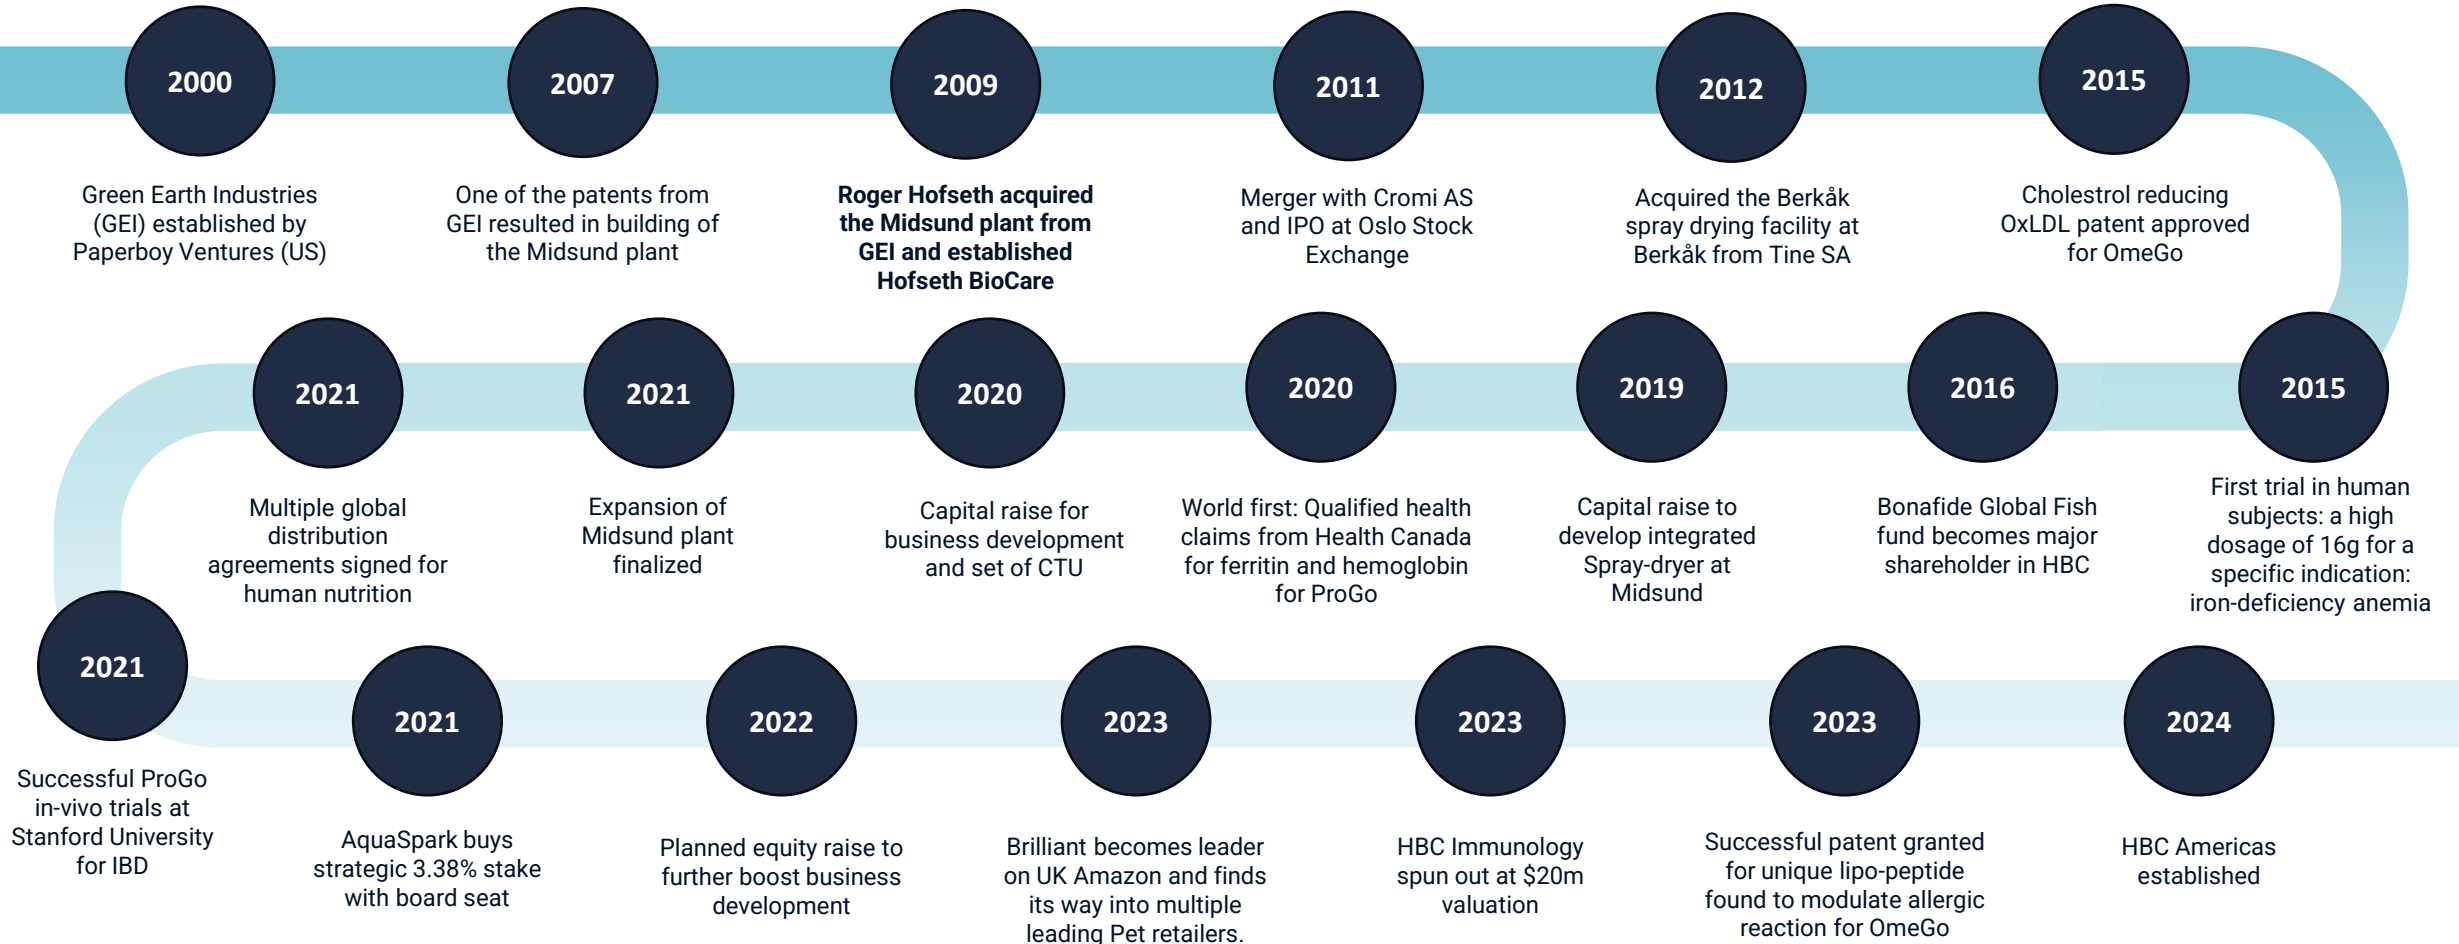 2000
Green Earth Industries
(GEI) established by
Paperboy Ventures (US)
2007
One of the patents from
GEI resulted in building of
the Midsund plant
2009
Roger Hofseth acquired
the Midsund plant from
GEI and established
Hofseth BioCare
2011
Merger with Cromi AS
and IPO at Oslo Stock
Exchange
2012
Acquired the Berkåk
spray drying facility at
Berkåk from Tine SA
2015
Cholestrol reducing
OxLDL patent approved
for OmeGo
2015
First trial in human
subjects: a high
dosage of 16g for a
specific indication:
iron-deficiency anemia
2016
Bonafide Global Fish
fund becomes major
shareholder in HBC
2019
Capital raise to
develop integrated
Spray-dryer at
Midsund
2020
World first: Qualified health
claims from Health Canada
for ferritin and hemoglobin
for ProGo
2020
Capital raise for
business development
and set of CTU
2021
Expansion of
Midsund plant
finalized
2021
Multiple global
distribution
agreements signed for
human nutrition
2021
Successful ProGo
in-vivo trials at
Stanford University
for IBD
2021
AquaSpark buys
strategic 3.38% stake
with board seat
2022
Planned equity raise to
further boost business
development
2023
Brilliant becomes leader
on UK Amazon and finds
its way into multiple
leading Pet retailers.
2023
HBC Immunology
spun out at $20m
valuation
2023
Successful patent granted
for unique lipo-peptide
found to modulate allergic
reaction for OmeGo
2024
HBC Americas
established